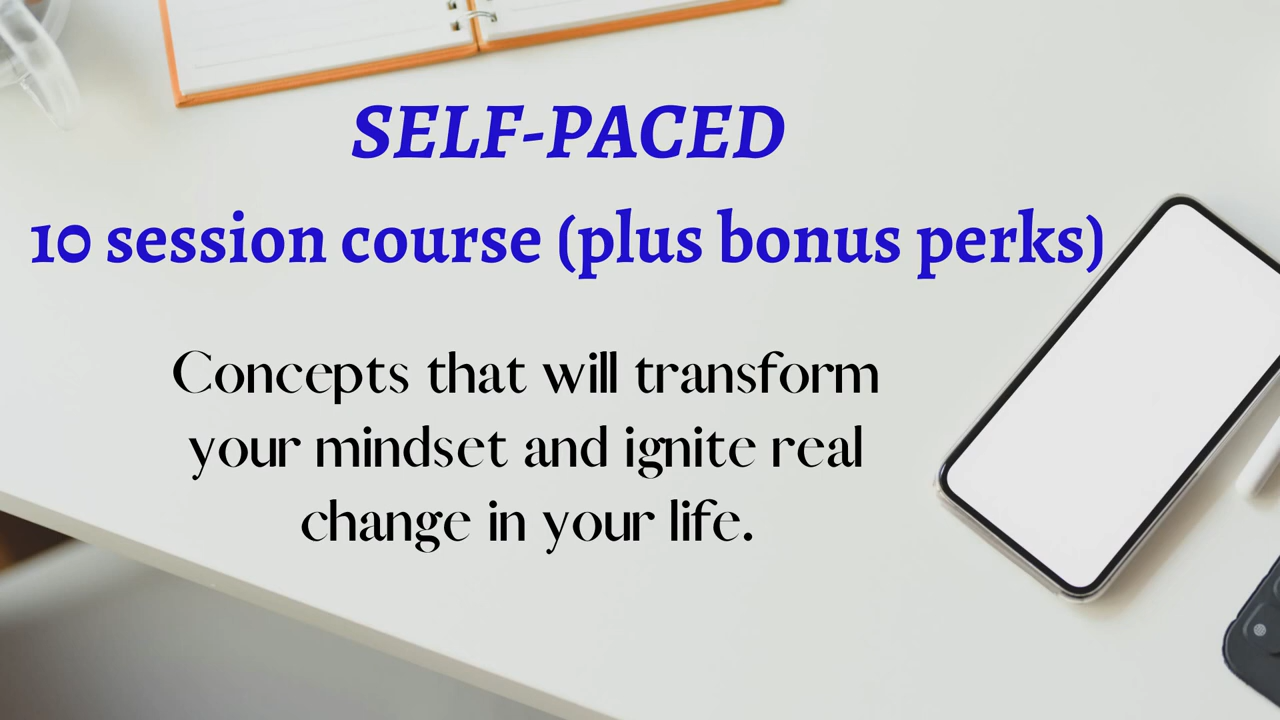 SELF-PACED
10 session course (plus bonus perks)
Concepts that will transform
your mindset and ignite real
change in your life.